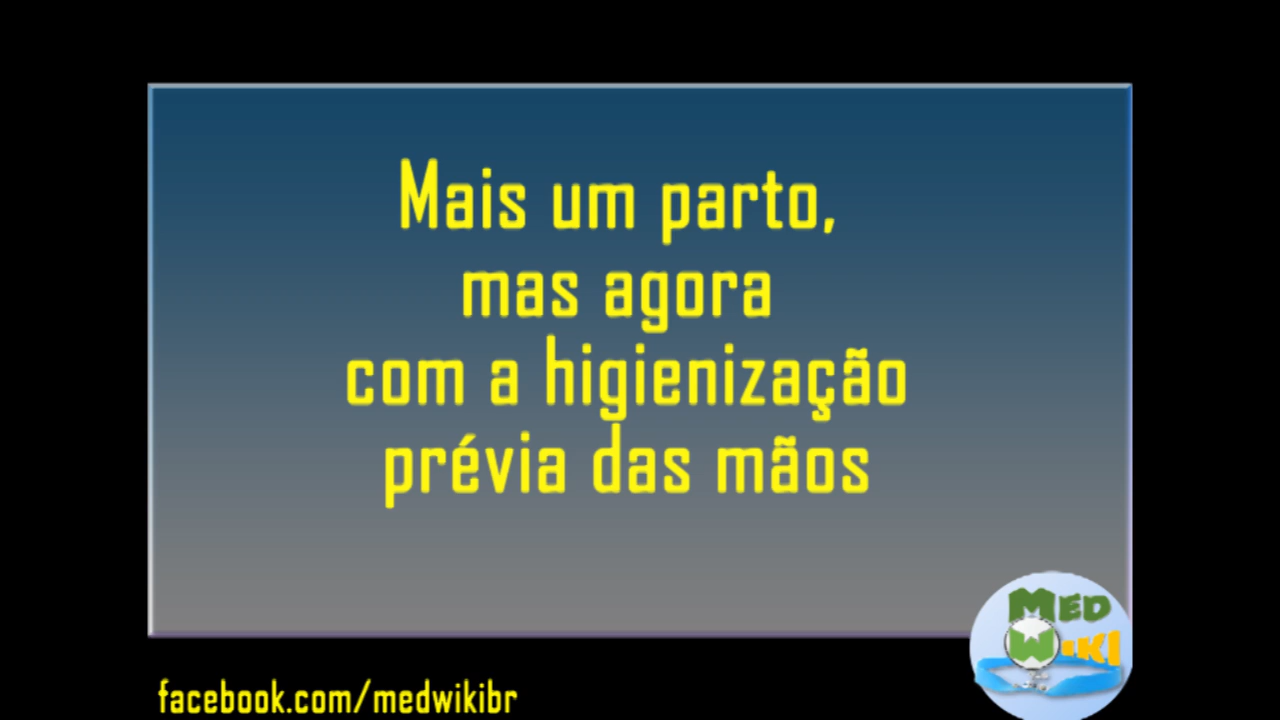 Mais um parto,
mas agora
com a higienização
prévia das mãos
MED
WIKI
facebook.com/medwikibr